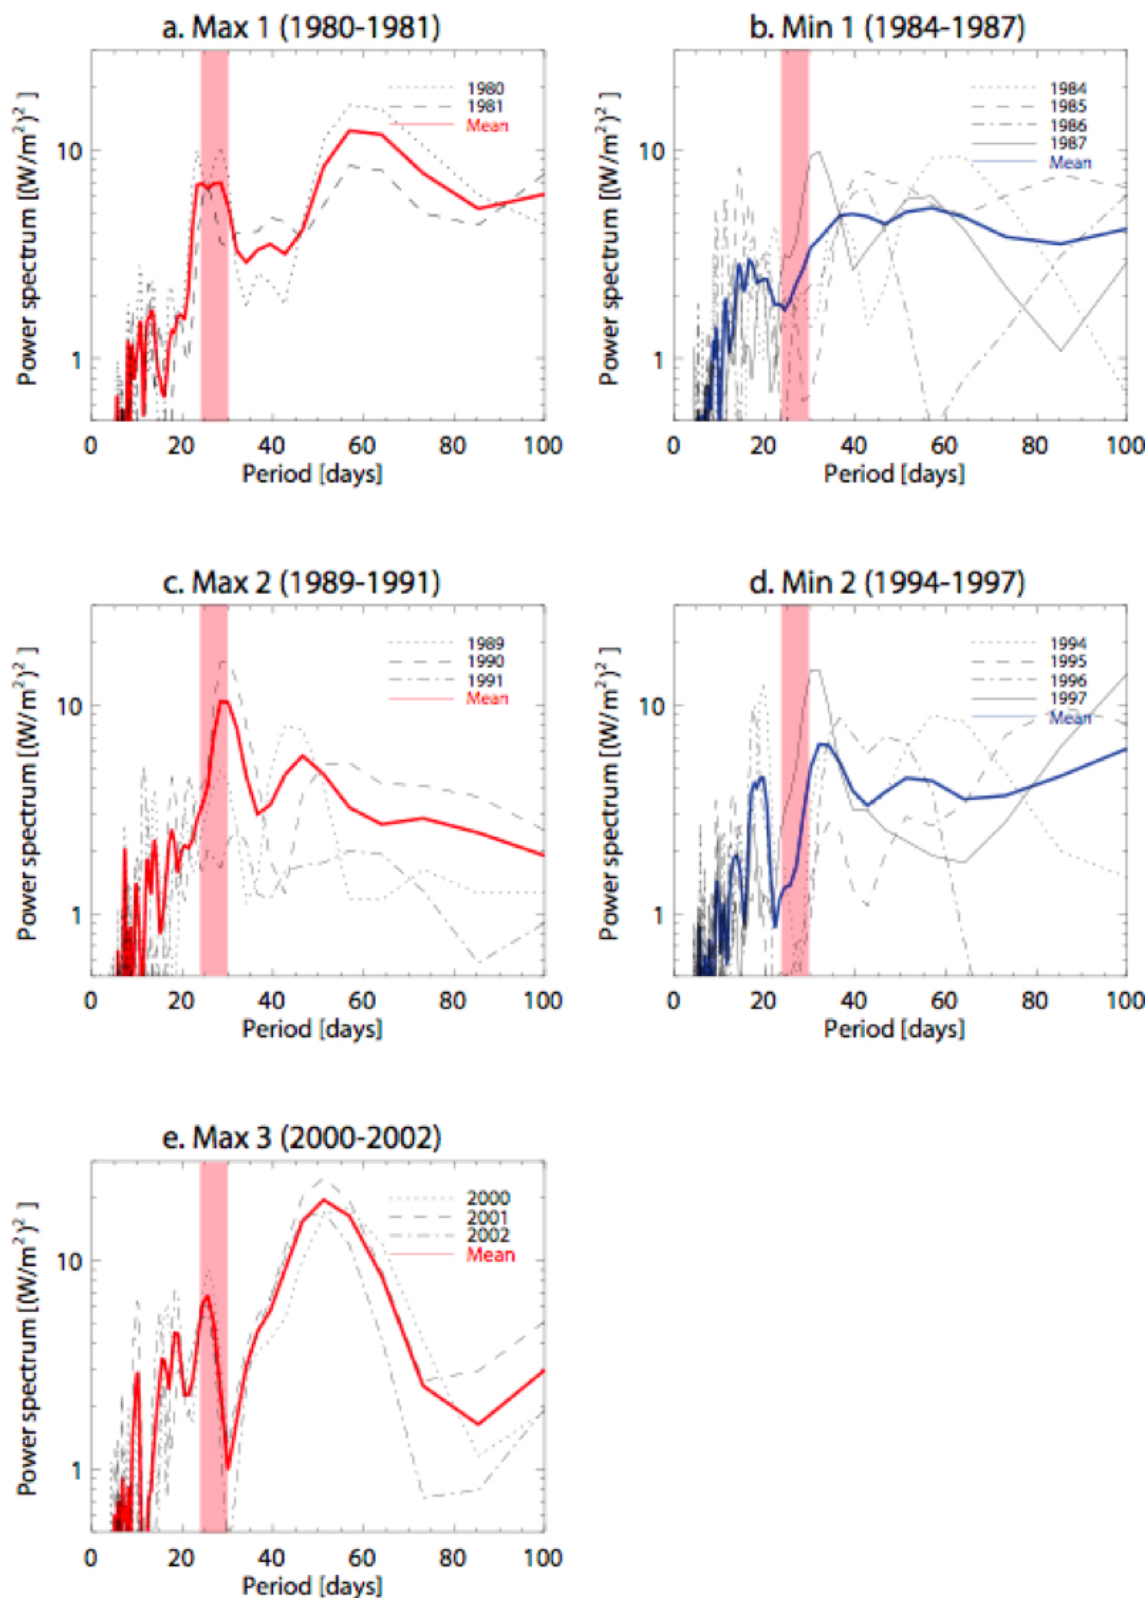 a. Max 1 (1980-1981)
Power spectrum [(W/m²)²]
10
1
1980
1981
Mean
0 20 40 60 80 100
Period [days]
b. Min 1 (1984-1987)
Power spectrum [(W/m²)²]
10
1
1984
1985
1986
1987
Mean
0 20 40 60 80 100
Period [days]
c. Max 2 (1989-1991)
Power spectrum [(W/m²)²]
10
1
1989
1990
1991
Mean
0 20 40 60 80 100
Period [days]
d. Min 2 (1994-1997)
Power spectrum [(W/m²)²]
10
1
1994
1995
1996
1997
Mean
0 20 40 60 80 100
Period [days]
e. Max 3 (2000-2002)
Power spectrum [(W/m²)²]
10
1
2000
2001
2002
Mean
0 20 40 60 80 100
Period [days]